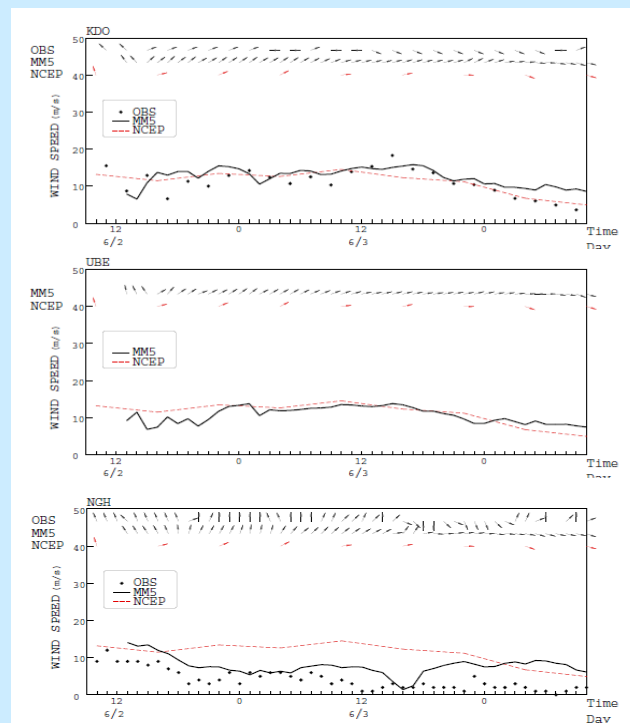 KDO
50
OBS
MM5
NCEP
40
30
OBS
MM5
NCEP
20
10
0
WIND SPEED (m/s)
12
0
12
0
Time
6/2
6/3
Day
UBE
50
MM5
NCEP
40
30
MM5
NCEP
20
10
0
WIND SPEED (m/s)
12
0
12
0
Time
6/2
6/3
Day
NGH
50
OBS
MM5
NCEP
40
30
OBS
MM5
NCEP
20
10
0
WIND SPEED (m/s)
12
0
12
0
Time
6/2
6/3
Day